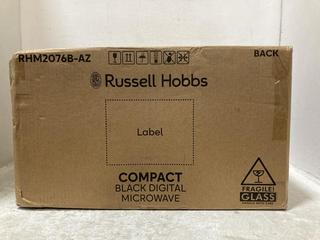 RHM2076B-AZ
BACK
Russell Hobbs
Label
COMPACT
BLACK DIGITAL
MICROWAVE
FRAGILE!
GLASS